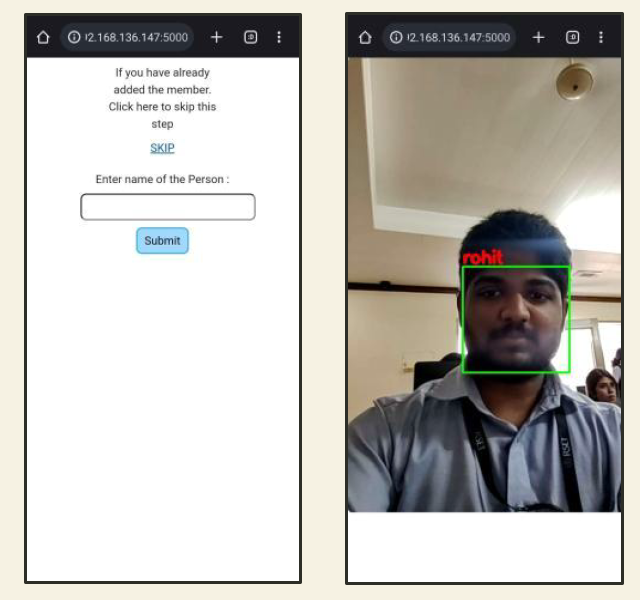 !2.168.136.147:5000
:D
If you have already
added the member.
Click here to skip this
step
SKIP
Enter name of the Person :
Submit
!2.168.136.147:5000
:D
rohit
RSET